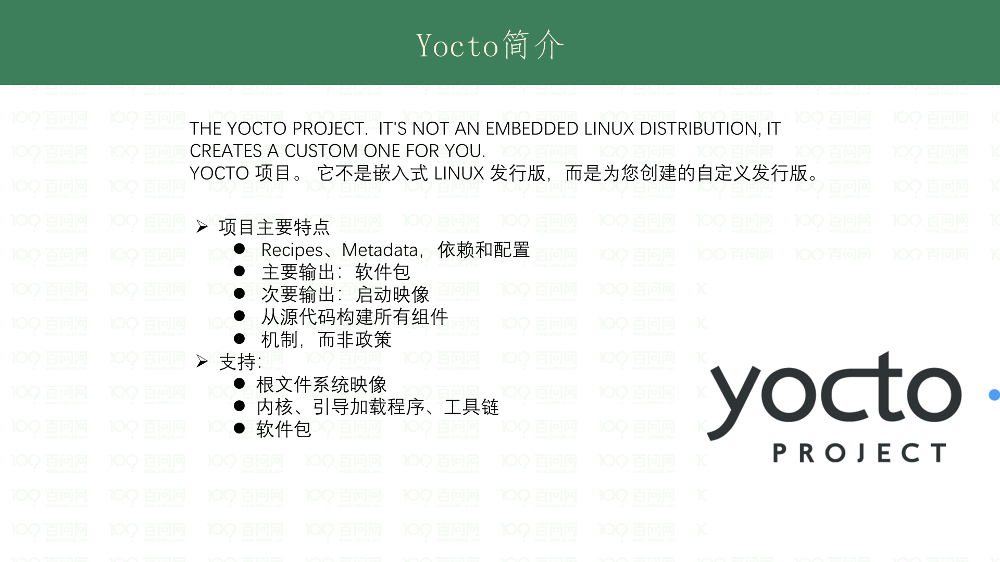 Yocto简介
THE YOCTO PROJECT. IT'S NOT AN EMBEDDED LINUX DISTRIBUTION, IT
CREATES A CUSTOM ONE FOR YOU.
YOCTO 项目。 它不是嵌入式 LINUX 发行版，而是为您创建的自定义发行版。
➢ 项目主要特点
● Recipes、Metadata，依赖和配置
● 主要输出：软件包
● 次要输出：启动映像
● 从源代码构建所有组件
● 机制，而非政策
➢ 支持：
● 根文件系统映像
● 内核、引导加载程序、工具链
● 软件包
yocto
PROJECT
百问网
www.100ask.net